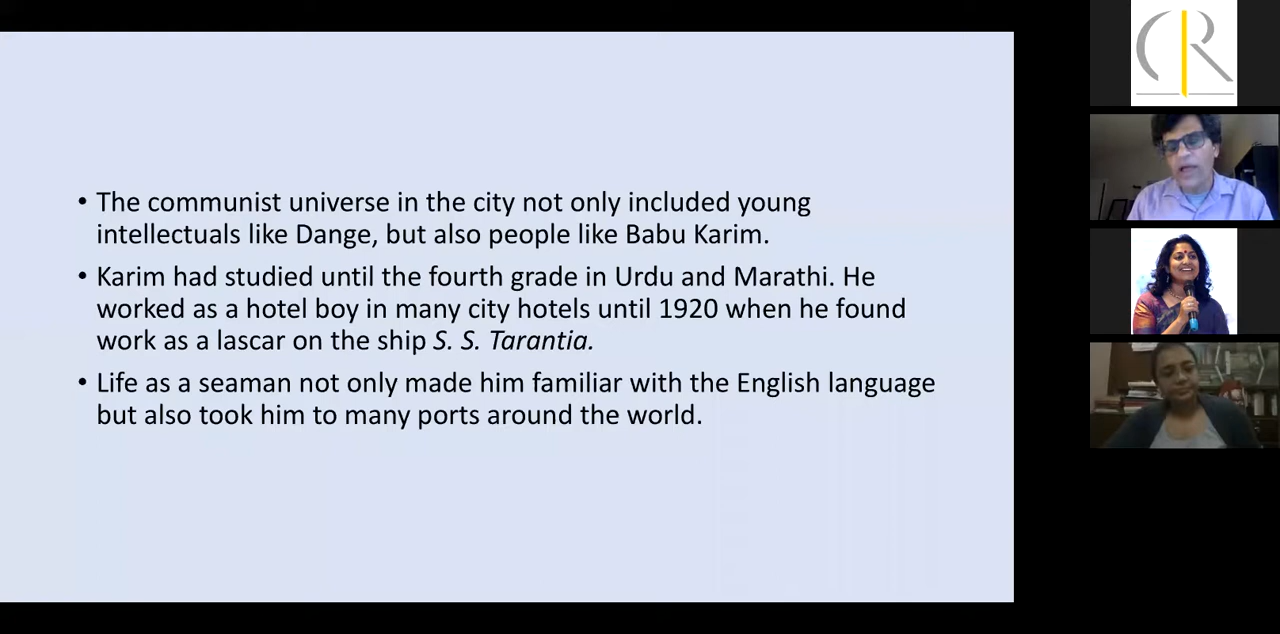 • The communist universe in the city not only included young
intellectuals like Dange, but also people like Babu Karim.
• Karim had studied until the fourth grade in Urdu and Marathi. He
worked as a hotel boy in many city hotels until 1920 when he found
work as a lascar on the ship S. S. Tarantia.
• Life as a seaman not only made him familiar with the English language
but also took him to many ports around the world.
CR